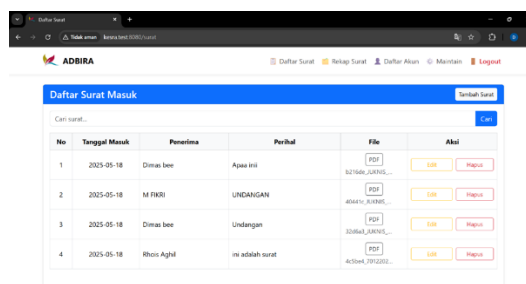 Daftar Surat
Tidak aman kesra.test:8080/surat
ADBIRA
Daftar Surat Rekap Surat Daftar Akun Maintain Logout
Daftar Surat Masuk Tambah Surat
Cari surat... Cari
No Tanggal Masuk Penerima Perihal File Aksi
1 2025-05-18 Dimas bee Apaa inii PDF Edit Hapus
2 2025-05-18 M FIKRI UNDANGAN PDF Edit Hapus
3 2025-05-18 Dimas bee Undangan PDF Edit Hapus
4 2025-05-18 Rhois Aghil ini adalah surat PDF Edit Hapus